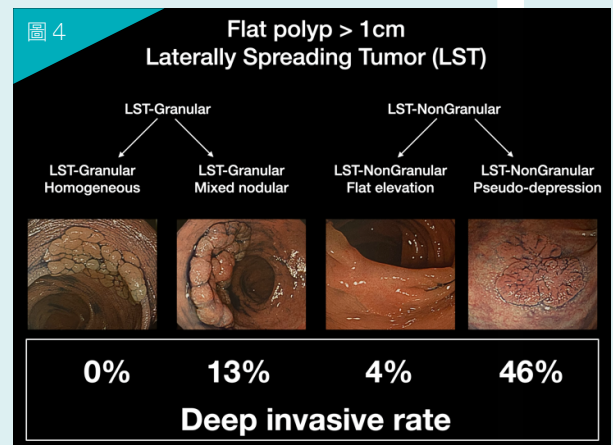 圖4
Flat polyp > 1cm
Laterally Spreading Tumor (LST)
LST-Granular
LST-NonGranular
LST-Granular
Homogeneous
LST-Granular
Mixed nodular
LST-NonGranular
Flat elevation
LST-NonGranular
Pseudo-depression
0%
13%
4%
46%
Deep invasive rate